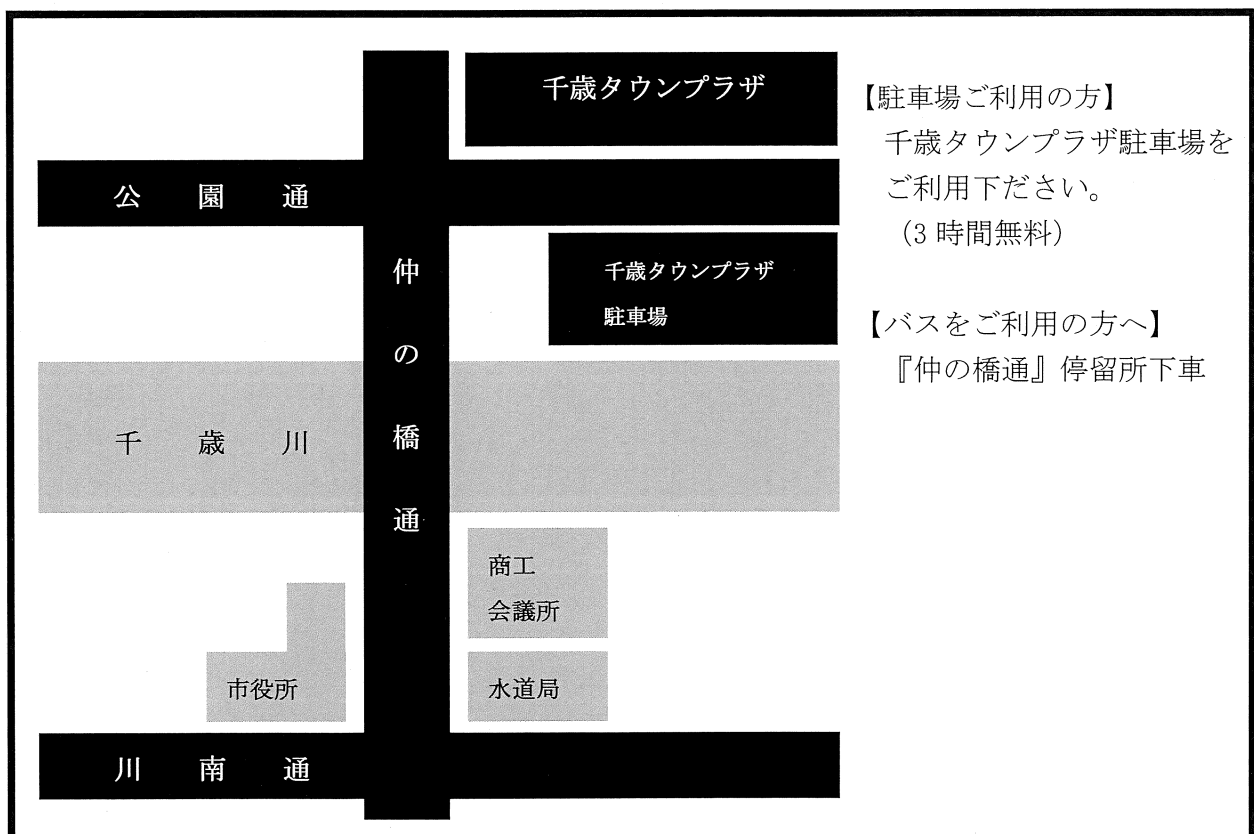 千歳タウンプラザ
公園通
仲の橋通
千歳タウンプラザ
駐車場
千歳川
商工
会議所
市役所
水道局
川南通
【駐車場ご利用の方】
千歳タウンプラザ駐車場を
ご利用下ださい。
（3時間無料）
【バスをご利用の方へ】
『仲の橋通』停留所下車